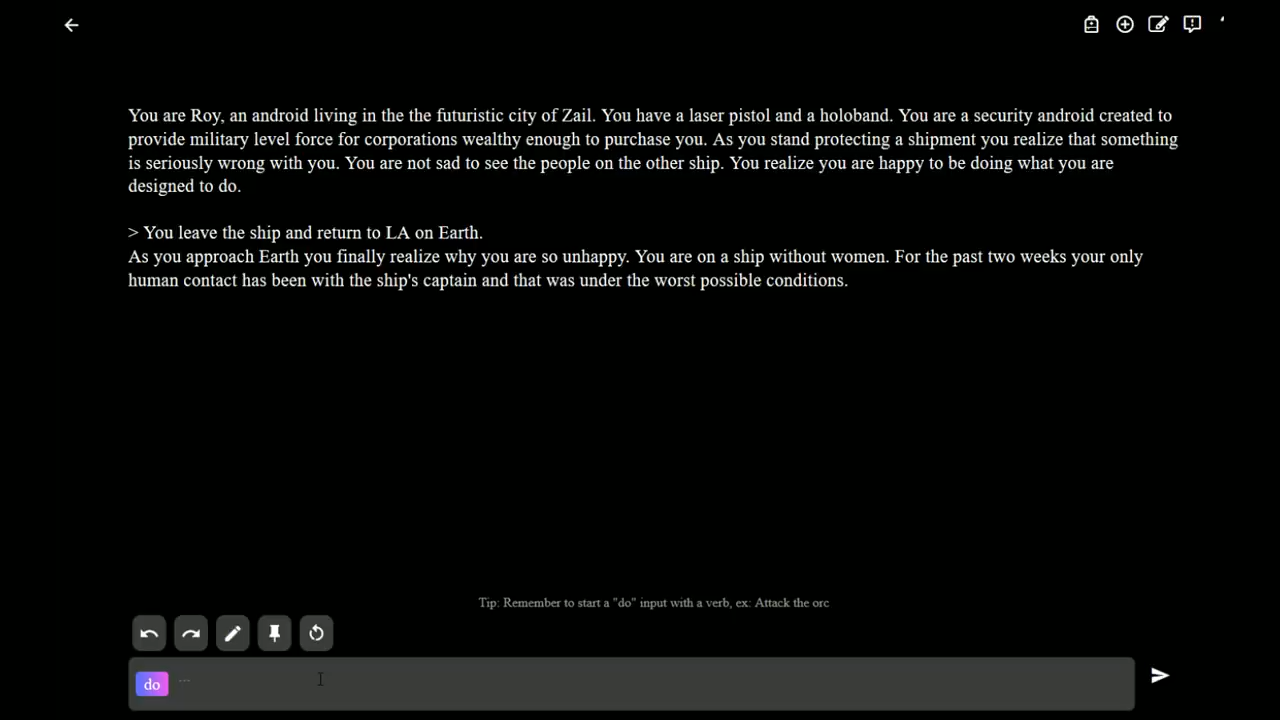 You are Roy, an android living in the the futuristic city of Zail. You have a laser pistol and a holoband. You are a security android created to
provide military level force for corporations wealthy enough to purchase you. As you stand protecting a shipment you realize that something
is seriously wrong with you. You are not sad to see the people on the other ship. You realize you are happy to be doing what you are
designed to do.
> You leave the ship and return to LA on Earth.
As you approach Earth you finally realize why you are so unhappy. You are on a ship without women. For the past two weeks your only
human contact has been with the ship's captain and that was under the worst possible conditions.
Tip: Remember to start a "do" input with a verb, ex: Attack the orc
do ...